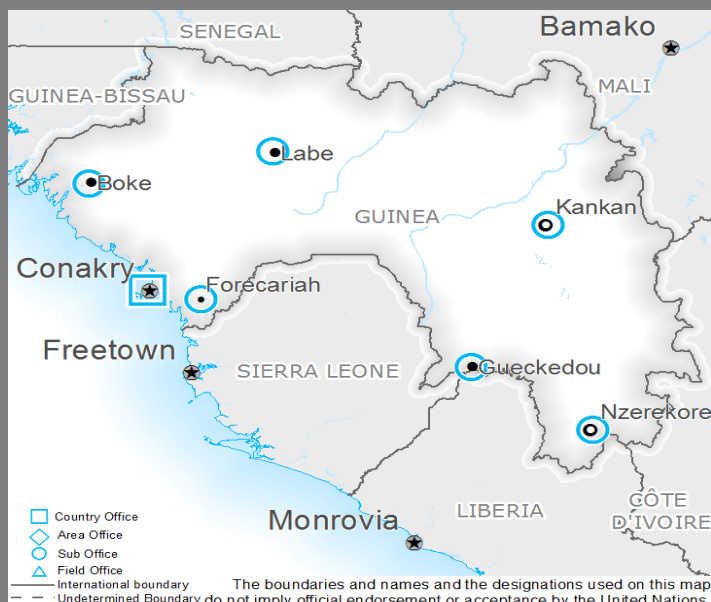 Bamako
SENEGAL
MALI
GUINEA-BISSAU
Labe
Boke
Kankan
GUINEA
Conakry
Forecariah
Freetown
SIERRA LEONE
Gueckedou
Nzerekore
CÔTE
D'IVOIRE
LIBERIA
Monrovia
Country Office
Area Office
Sub Office
Field Office
International boundary
Undetermined Boundary
The boundaries and names and the designations used on this map
do not imply official endorsement or acceptance by the United Nations.